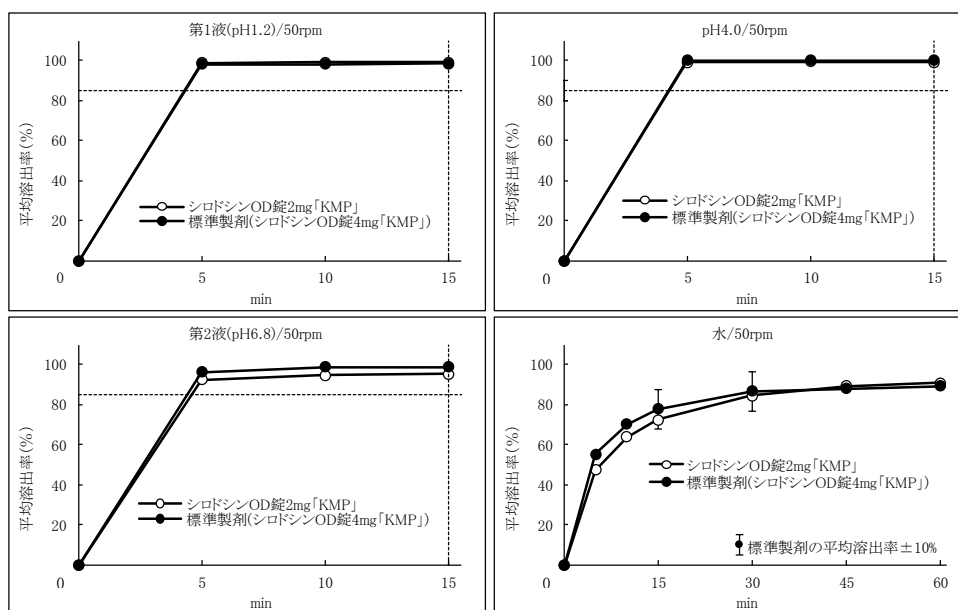 第1液(pH1.2)/50rpm
100
80
60
40
20
0
5
10
15
平均溶出率(%)
min
シロドシンOD錠2mg「KMP」
標準製剤(シロドシンOD錠4mg「KMP」)
pH4.0/50rpm
100
80
60
40
20
0
5
10
15
平均溶出率(%)
min
シロドシンOD錠2mg「KMP」
標準製剤(シロドシンOD錠4mg「KMP」)
第2液(pH6.8)/50rpm
100
80
60
40
20
0
5
10
15
平均溶出率(%)
min
シロドシンOD錠2mg「KMP」
標準製剤(シロドシンOD錠4mg「KMP」)
水/50rpm
100
80
60
40
20
0
15
30
45
60
平均溶出率(%)
min
シロドシンOD錠2mg「KMP」
標準製剤(シロドシンOD錠4mg「KMP」)
標準製剤の平均溶出率±10%